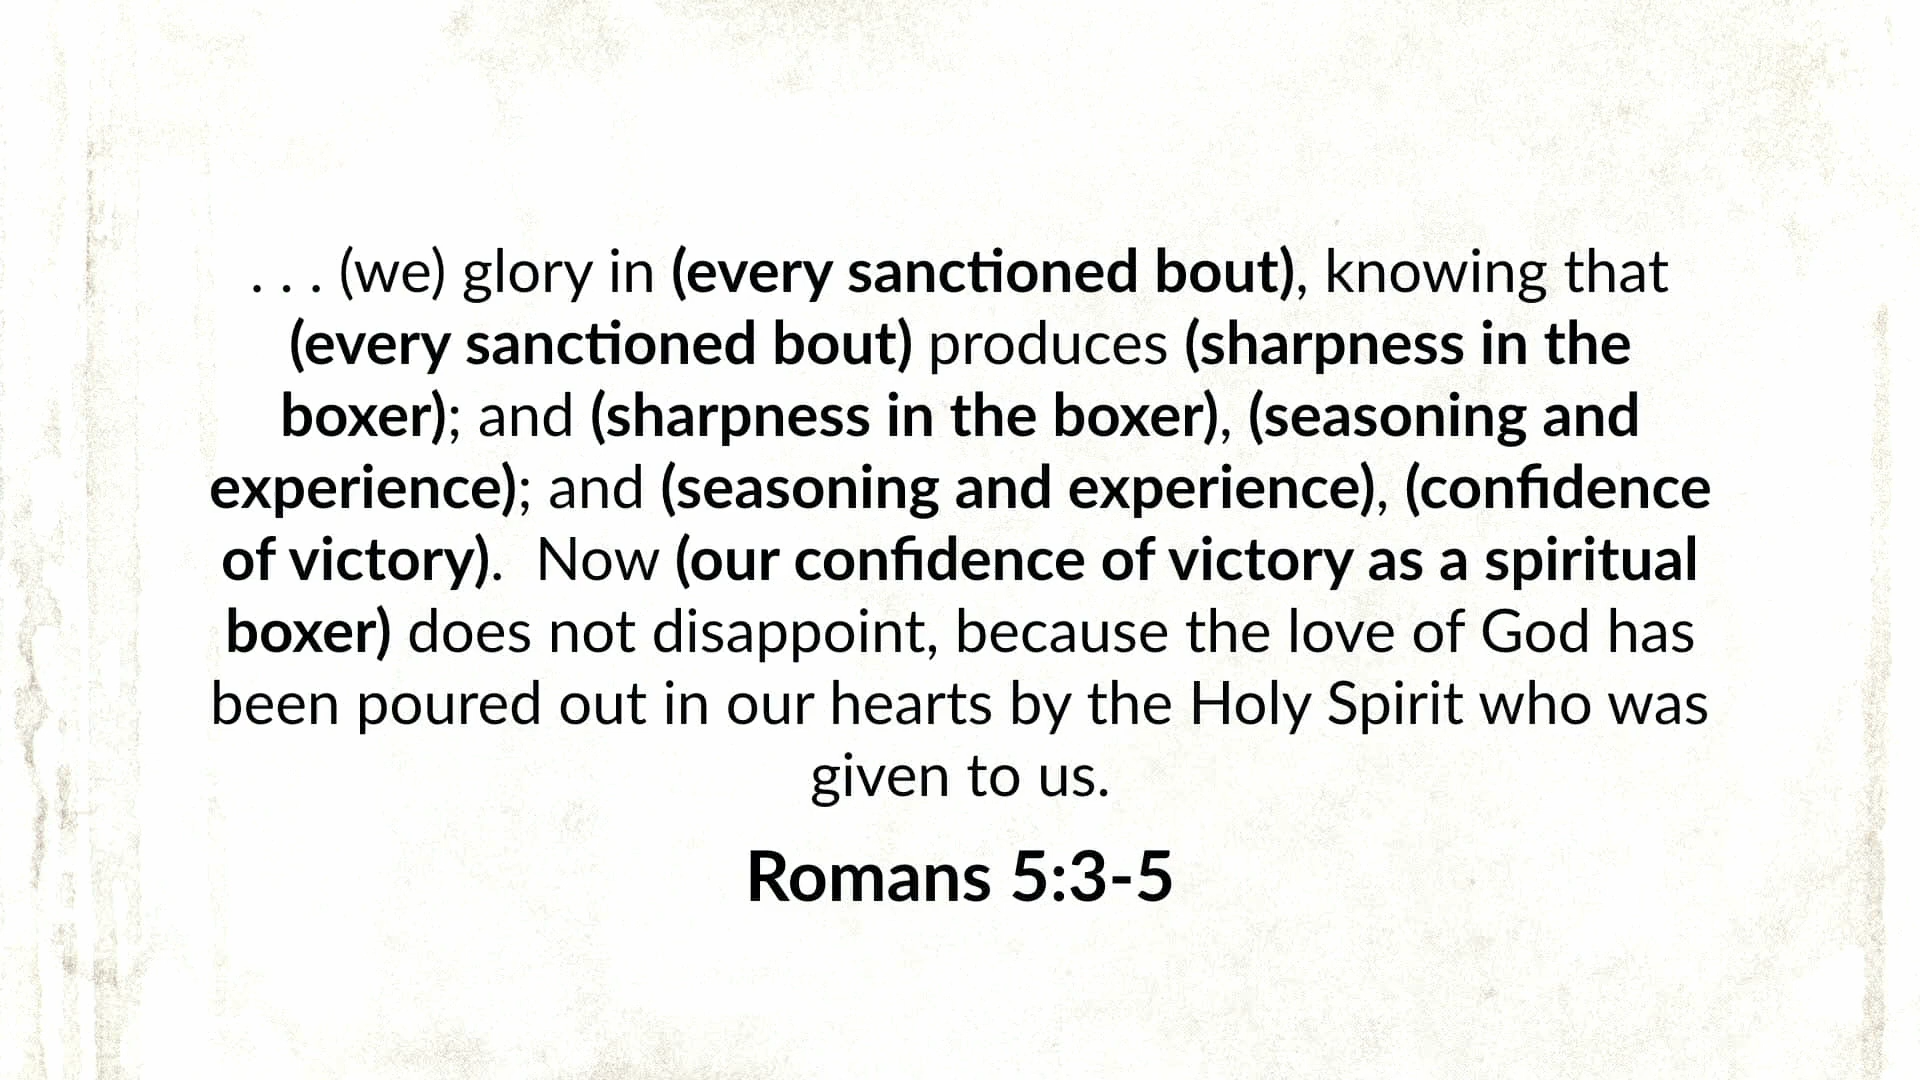 . . . (we) glory in (every sanctioned bout), knowing that
(every sanctioned bout) produces (sharpness in the
boxer); and (sharpness in the boxer), (seasoning and
experience); and (seasoning and experience), (confidence
of victory).  Now (our confidence of victory as a spiritual
boxer) does not disappoint, because the love of God has
been poured out in our hearts by the Holy Spirit who was
given to us.
Romans 5:3-5